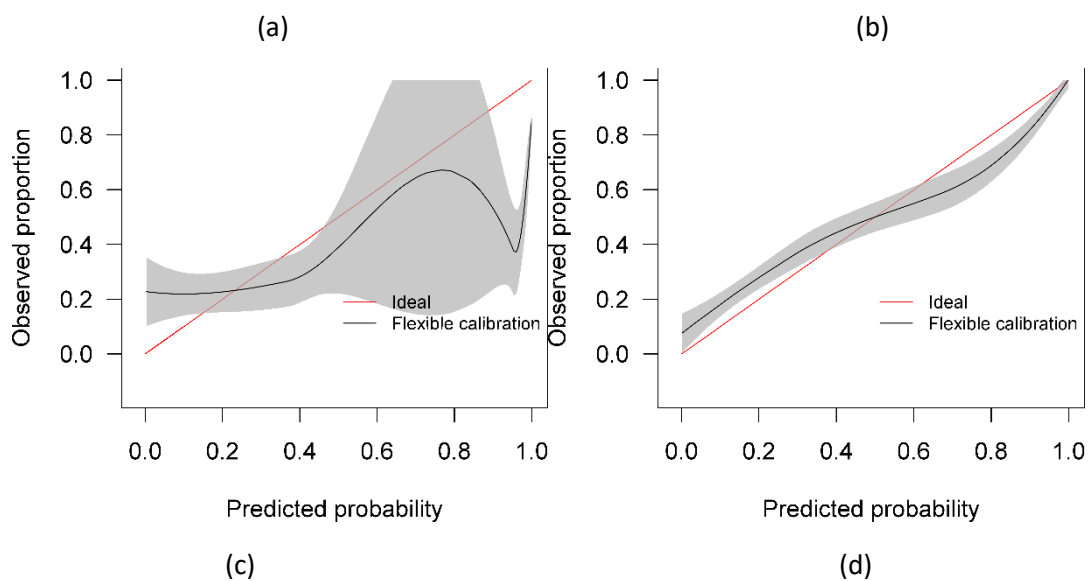 (a)
(b)
Observed proportion
1.0
0.8
0.6
0.4
0.2
0.0
Ideal
Flexible calibration
0.0 0.2 0.4 0.6 0.8 1.0
Predicted probability
Observed proportion
1.0
0.8
0.6
0.4
0.2
0.0
Ideal
Flexible calibration
0.0 0.2 0.4 0.6 0.8 1.0
Predicted probability
(c)
(d)